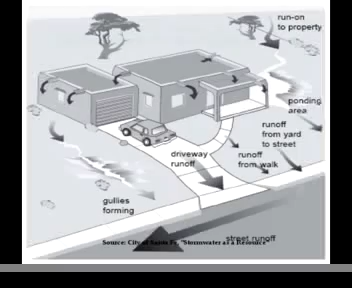 run-on
to property
ponding
area
runoff
from yard
to street
driveway
runoff
runoff
from walk
gullies
forming
street runoff
Source: City of Santa Fe, "Stormwater as a Resource"